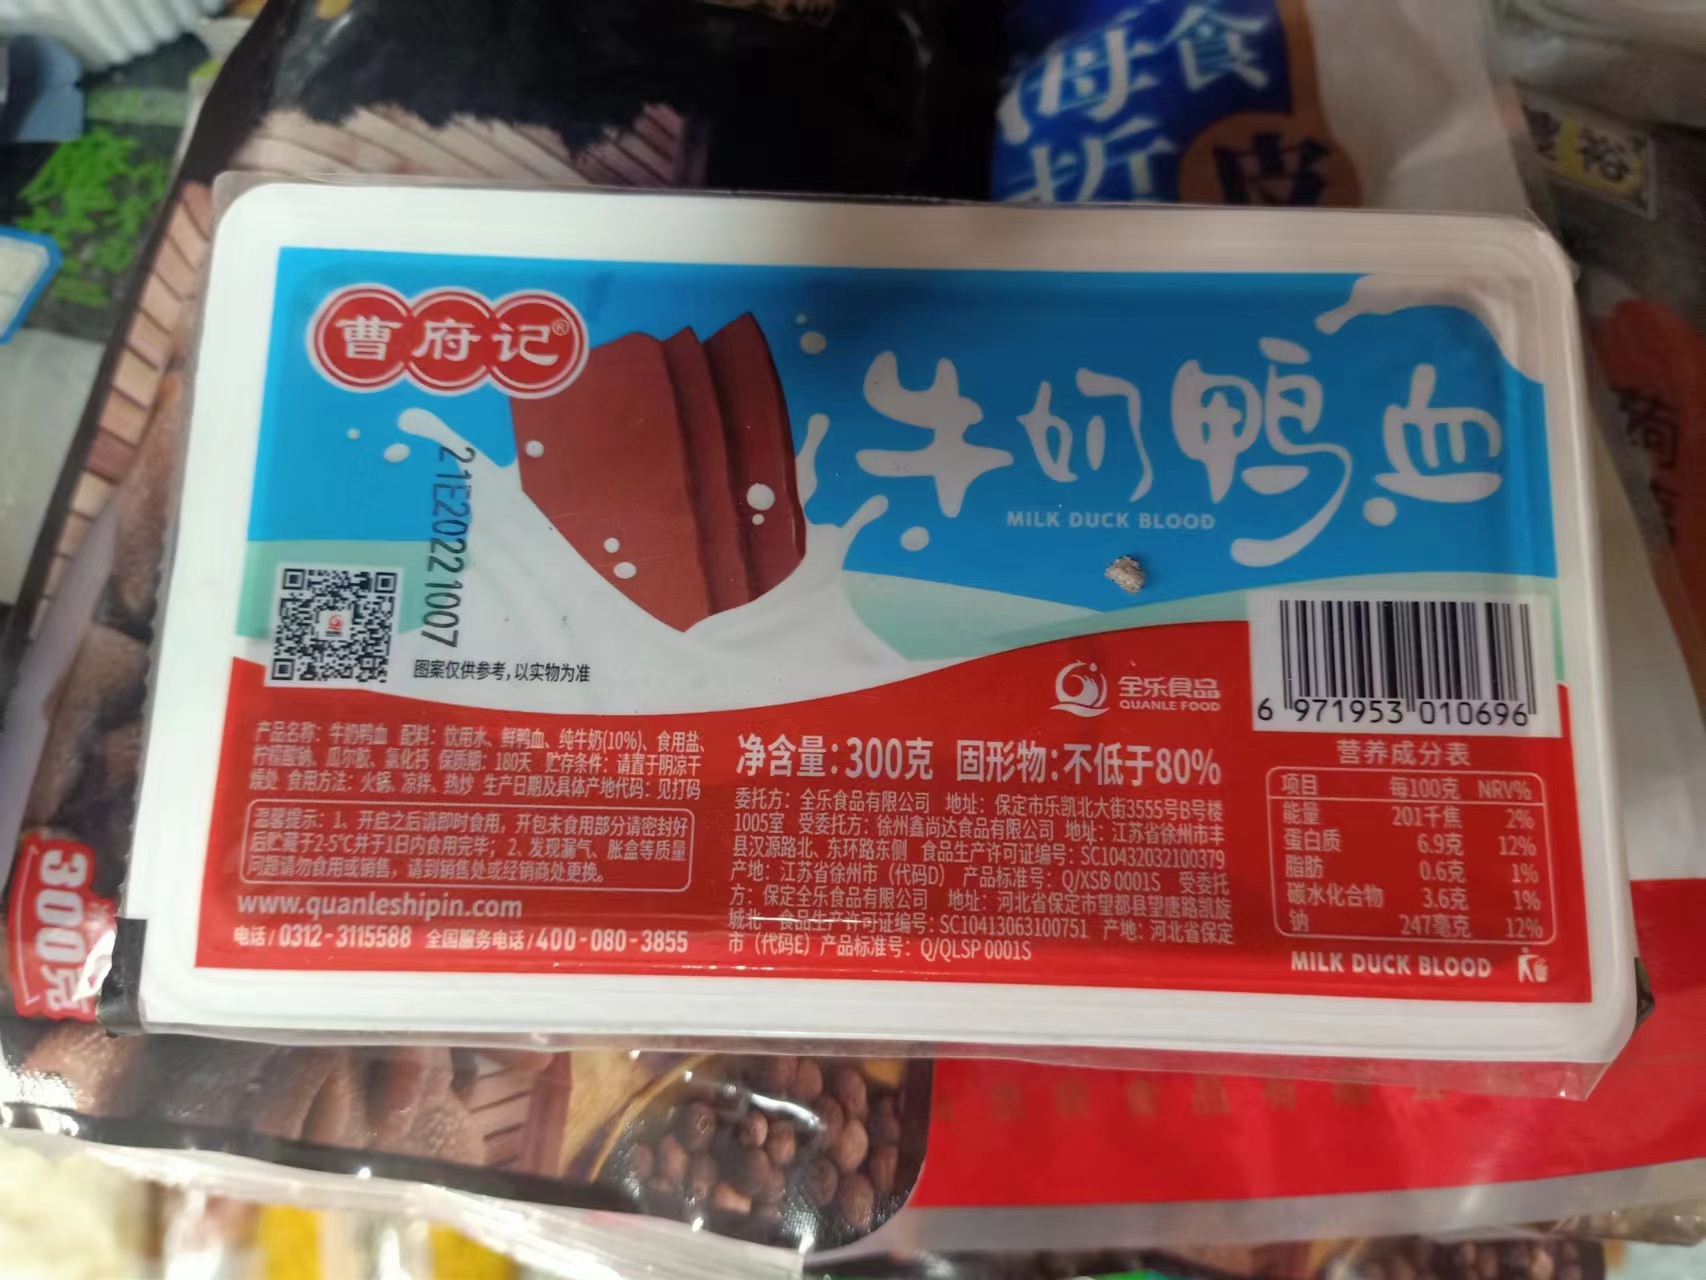 海食
折 皮
裕
曹府记®
牛奶鸭血
MILK DUCK BLOOD
21E20221007
图案仅供参考,以实物为准
全乐食品
QUANLE FOOD
6 971953 010696
产品名称：牛奶鸭血 配料：饮用水、鲜鸭血、纯牛奶(10%)、食用盐、
柠檬酸钠、瓜尔胶、氯化钙 保质期：180天 贮存条件：请置于阴凉干
燥处 食用方法：火锅、凉拌、热炒 生产日期及具体产地代码：见打码
温馨提示：1、开启之后请即时食用，开包未食用部分请密封好
后贮藏于2-5℃并于1日内食用完毕；2、发现漏气、胀盒等质量
问题请勿食用或销售，请到销售处或经销商处更换。
www.quanleshipin.com
电话/0312-3115588 全国服务电话/400-080-3855
净含量:300克 固形物:不低于80%
委托方：全乐食品有限公司 地址：保定市乐凯北大街3555号B号楼
1005室 受委托方：徐州鑫尚达食品有限公司 地址：江苏省徐州市丰
县汉源路北、东环路东侧 食品生产许可证编号：SC10432032100379
产地：江苏省徐州市（代码D） 产品标准号：Q/XSD 0001S 受委托
方：保定全乐食品有限公司 地址：河北省保定市望都县望唐路凯旋
城北 食品生产许可证编号：SC10413063100751 产地：河北省保定
市（代码E）产品标准号：Q/QLSP 0001S
营养成分表
项目 每100克 NRV%
能量 201千焦 2%
蛋白质 6.9克 12%
脂肪 0.6克 1%
碳水化合物 3.6克 1%
钠 247毫克 12%
MILK DUCK BLOOD
300克